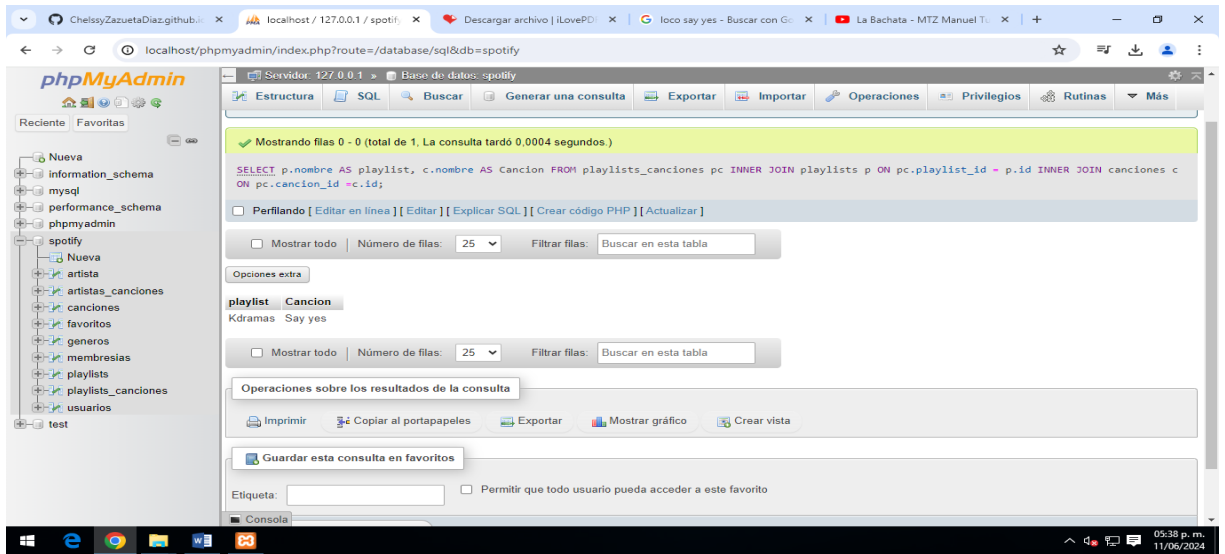 ChelssyZazuetaDiaz.github.i
localhost / 127.0.0.1 / spotif
Descargar archivo | iLovePD
loco say yes - Buscar con Go
La Bachata - MTZ Manuel Tu
localhost/phpmyadmin/index.php?route=/database/sql&db=spotify
phpMyAdmin
Reciente Favoritas
Nueva
information_schema
mysql
performance_schema
phpmyadmin
spotify
Nueva
artista
artistas_canciones
canciones
favoritos
generos
membresias
playlists
playlists_canciones
usuarios
test
Servidor: 127.0.0.1 » Base de datos: spotify
Estructura SQL Buscar Generar una consulta Exportar Importar Operaciones Privilegios Rutinas Más
Mostrando filas 0 - 0 (total de 1, La consulta tardó 0,0004 segundos.)
SELECT p.nombre AS playlist, c.nombre AS Cancion FROM playlists_canciones pc INNER JOIN playlists p ON pc.playlist_id = p.id INNER JOIN canciones c
ON pc.cancion_id =c.id;
Perfilando [ Editar en línea ] [ Editar ] [ Explicar SQL ] [ Crear código PHP ] [ Actualizar ]
Mostrar todo | Número de filas: 25 Filtrar filas: Buscar en esta tabla
Opciones extra
playlist Cancion
Kdramas Say yes
Mostrar todo | Número de filas: 25 Filtrar filas: Buscar en esta tabla
Operaciones sobre los resultados de la consulta
Imprimir Copiar al portapapeles Exportar Mostrar gráfico Crear vista
Guardar esta consulta en favoritos
Etiqueta: Permitir que todo usuario pueda acceder a este favorito
Consola
05:38 p. m.
11/06/2024